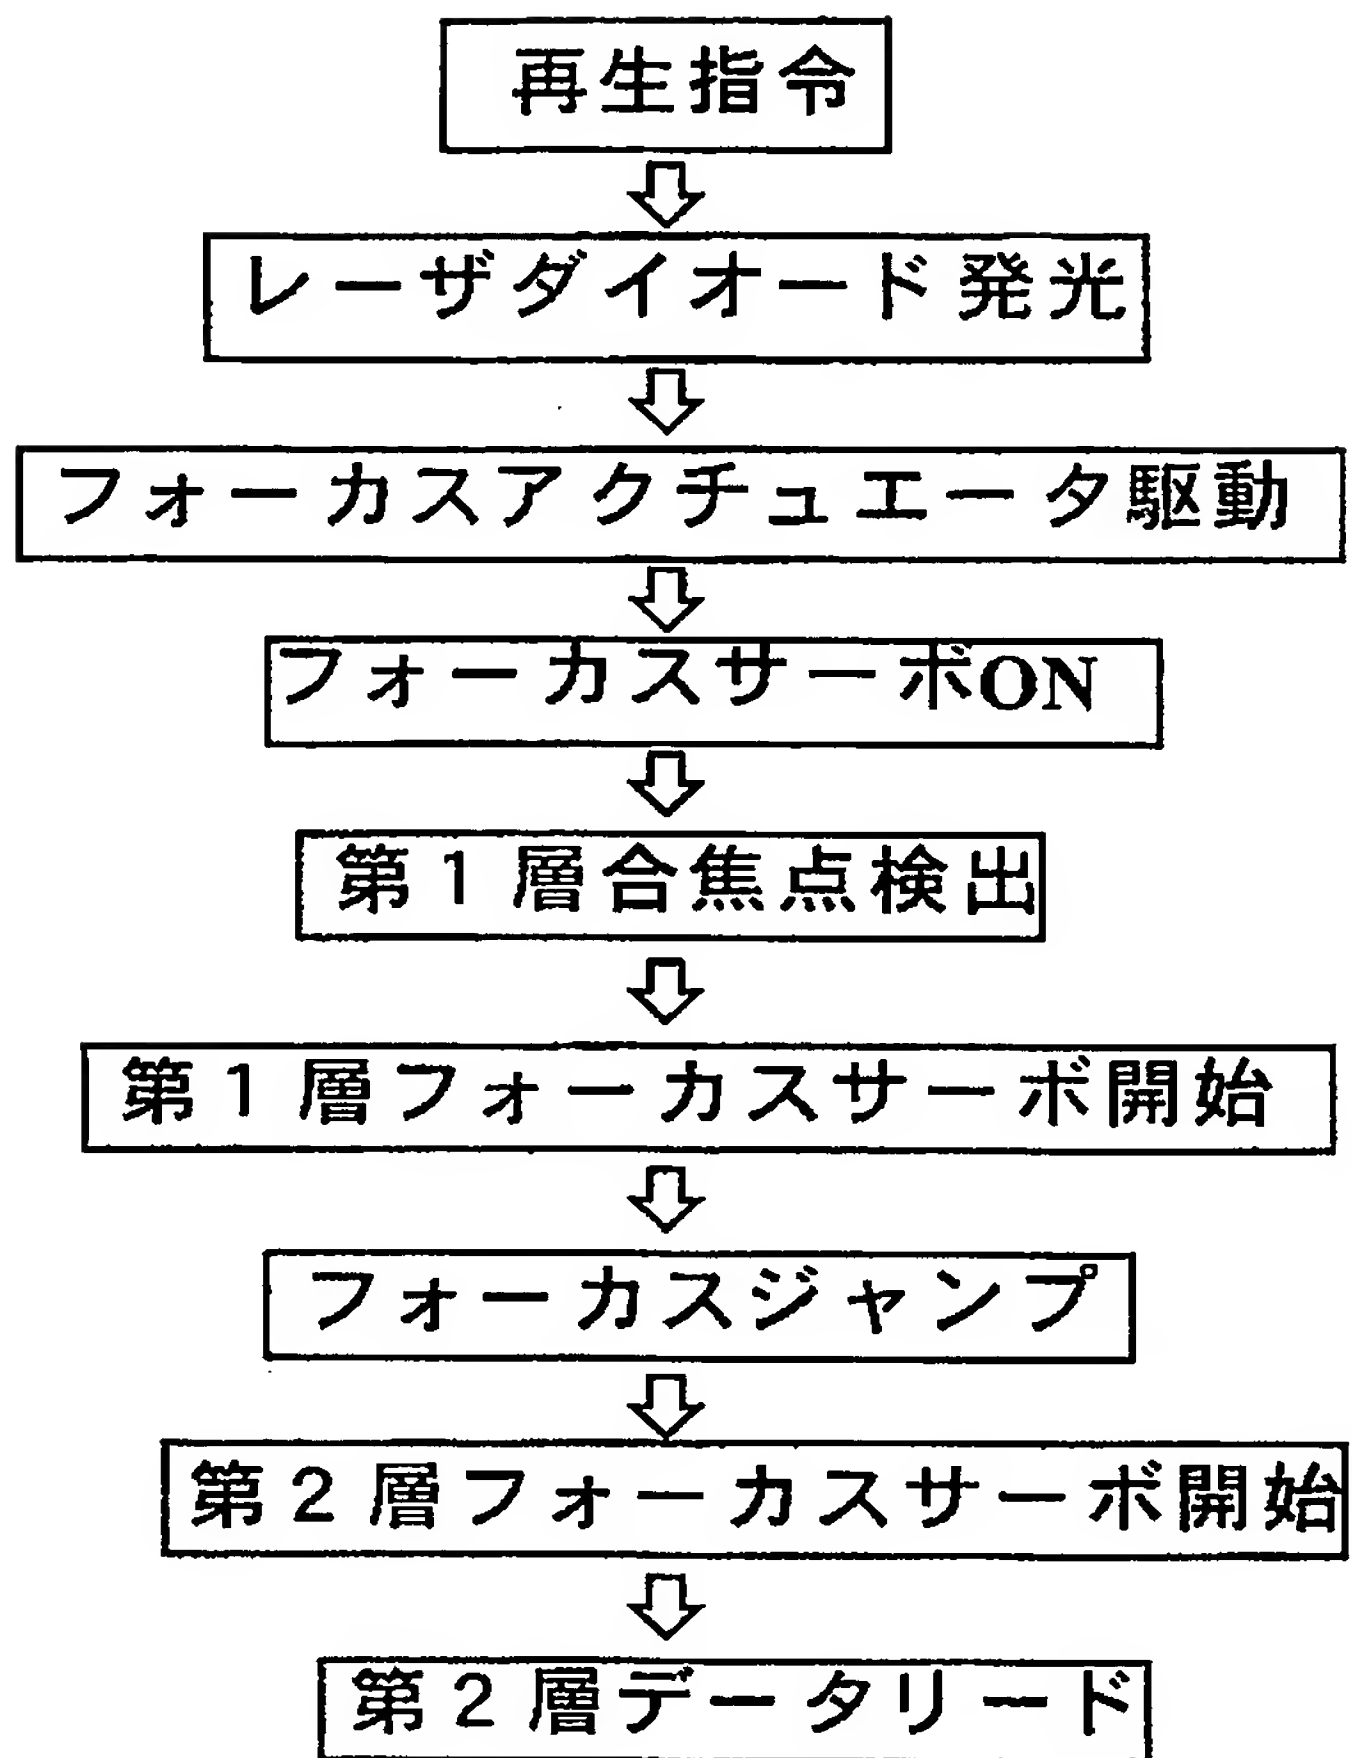 再生指令
レーザダイオード発光
フォーカスアクチュエータ駆動
フォーカスサーボON
第1層合焦点検出
第1層フォーカスサーボ開始
フォーカスジャンプ
第2層フォーカスサーボ開始
第2層データリード